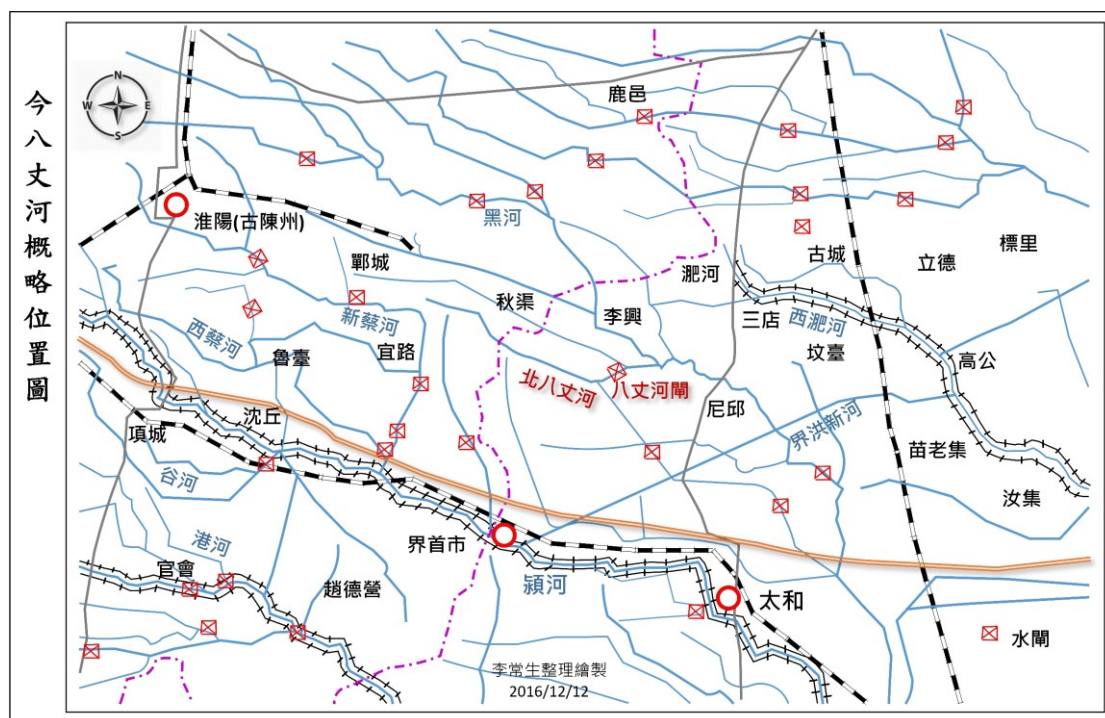 今八丈河概略位置圖
N
W
E
S
鹿邑
淮陽(古陳州)
黑河
鄲城
淝河
古城
立德
標里
秋渠
李興
三店
西淝河
新蔡河
西蔡河
魯臺
宜路
坟臺
高公
北八丈河
八丈河閘
尼邱
沈丘
項城
界洪新河
苗老集
谷河
汝集
港河
界首市
官會
趙德營
潁河
太和
水閘
李常生整理繪製
2016/12/12